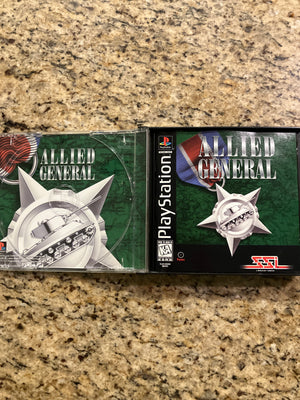 ALLIED
GENERAL
PlayStation
ALLIED
GENERAL
SSI